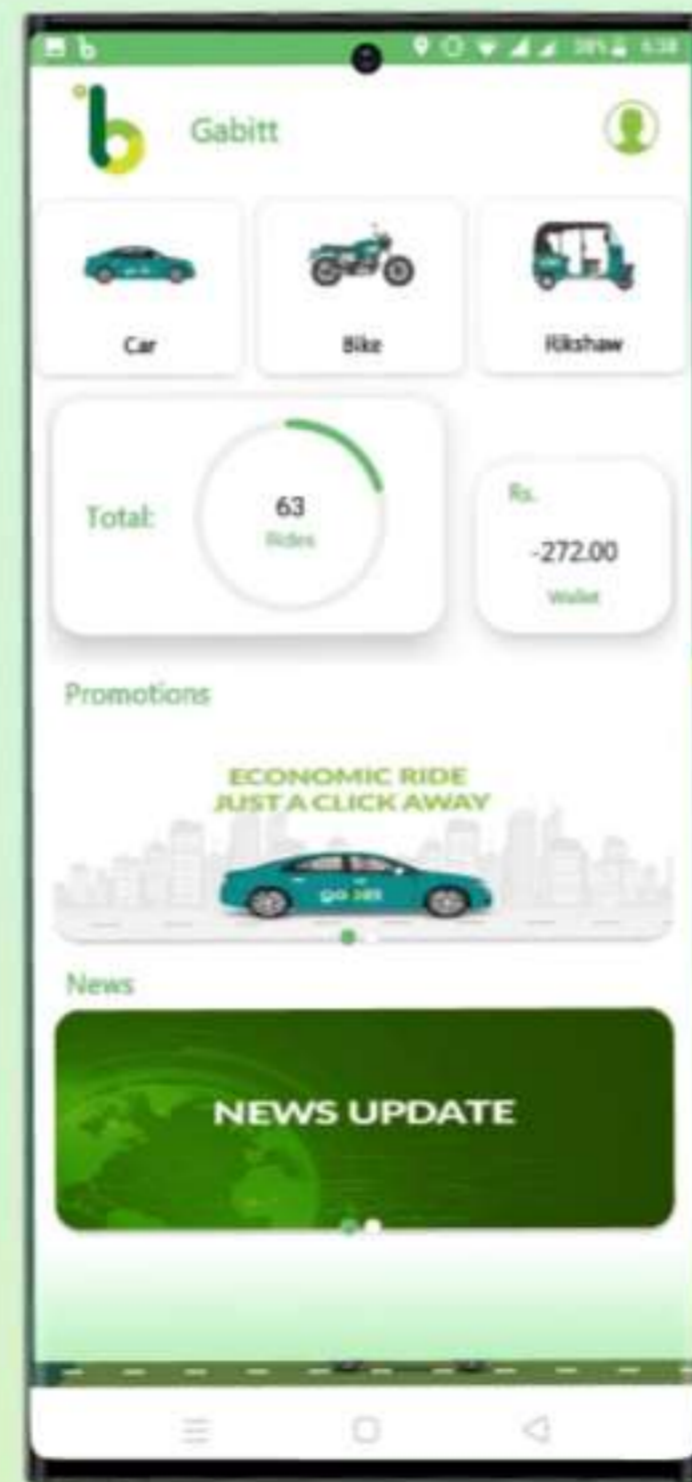 Gabitt
Car
Bike
Rikshaw
Total:
63
Rides
Rs.
-272.00
Wallet
Promotions
ECONOMIC RIDE
JUST A CLICK AWAY
News
NEWS UPDATE